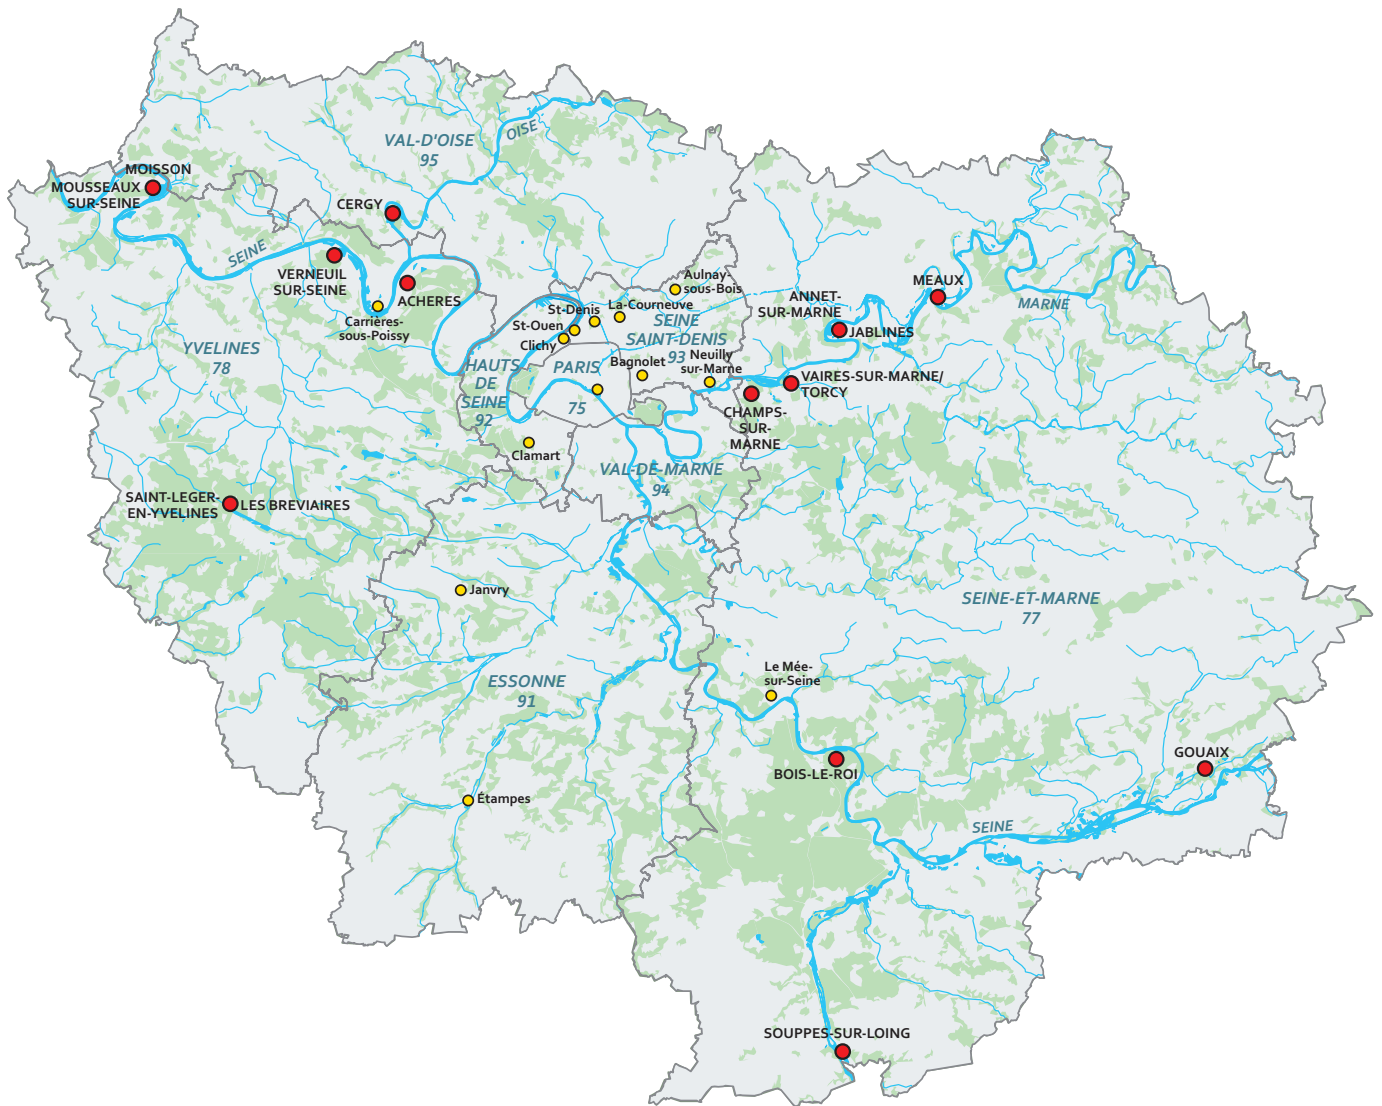 VAL-D'OISE
95
OISE
MOISSON
MOUSSEAUX
SUR-SEINE
CERGY
SEINE
VERNEUIL
SUR-SEINE
ACHERES
Carrières-
sous-Poissy
YVELINES
78
Aulnay-
sous-Bois
La-Courneuve
St-Denis
St-Ouen
Clichy
SEINE
SAINT-DENIS
93
HAUTS
DE
SEINE
92
PARIS
75
Bagnolet
Neuilly
sur-Marne
ANNET-
SUR-MARNE
JABLINES
MEAUX
MARNE
VAIRES-SUR-MARNE/
TORCY
CHAMPS-
SUR-
MARNE
Clamart
VAL-DE-MARNE
94
SAINT-LEGER-
EN-YVELINES
LES BREVIAIRES
Janvry
SEINE-ET-MARNE
77
ESSONNE
91
Le Mée-
sur-Seine
BOIS-LE-ROI
GOUAIX
Étampes
SEINE
SOUPPES-SUR-LOING